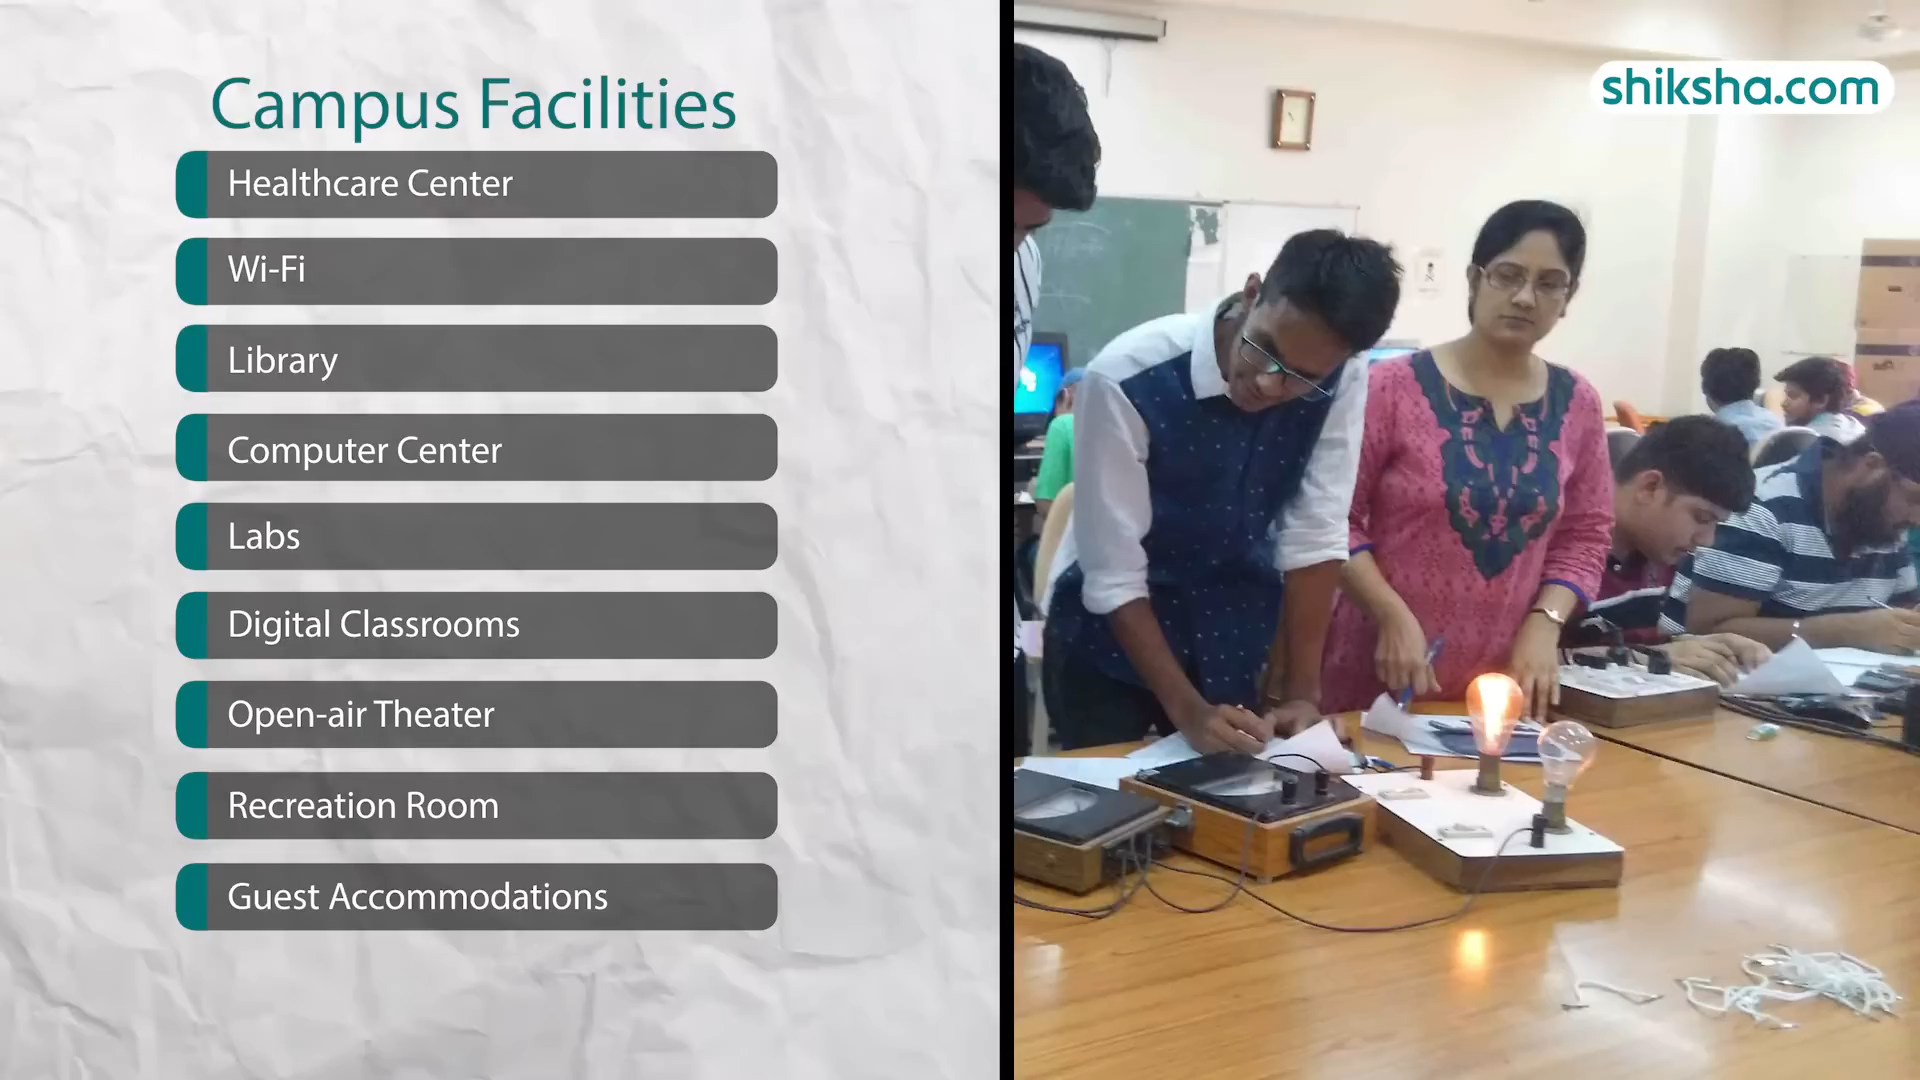 Campus Facilities
Healthcare Center
Wi-Fi
Library
Computer Center
Labs
Digital Classrooms
Open-air Theater
Recreation Room
Guest Accommodations
shiksha.com